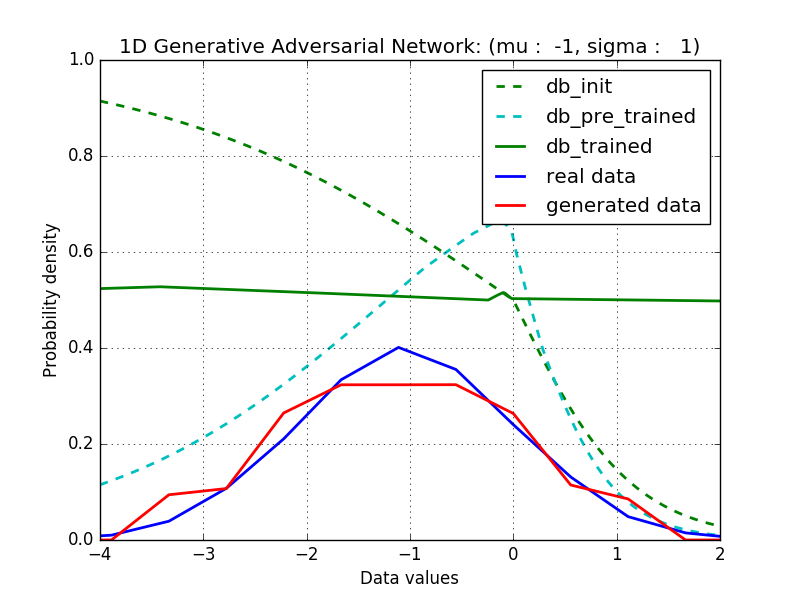 1D Generative Adversarial Network: (mu :  -1, sigma :   1)
1.0
0.8
0.6
0.4
0.2
0.0
Probability density
db_init
db_pre_trained
db_trained
real data
generated data
−4 −3 −2 −1 0 1 2
Data values